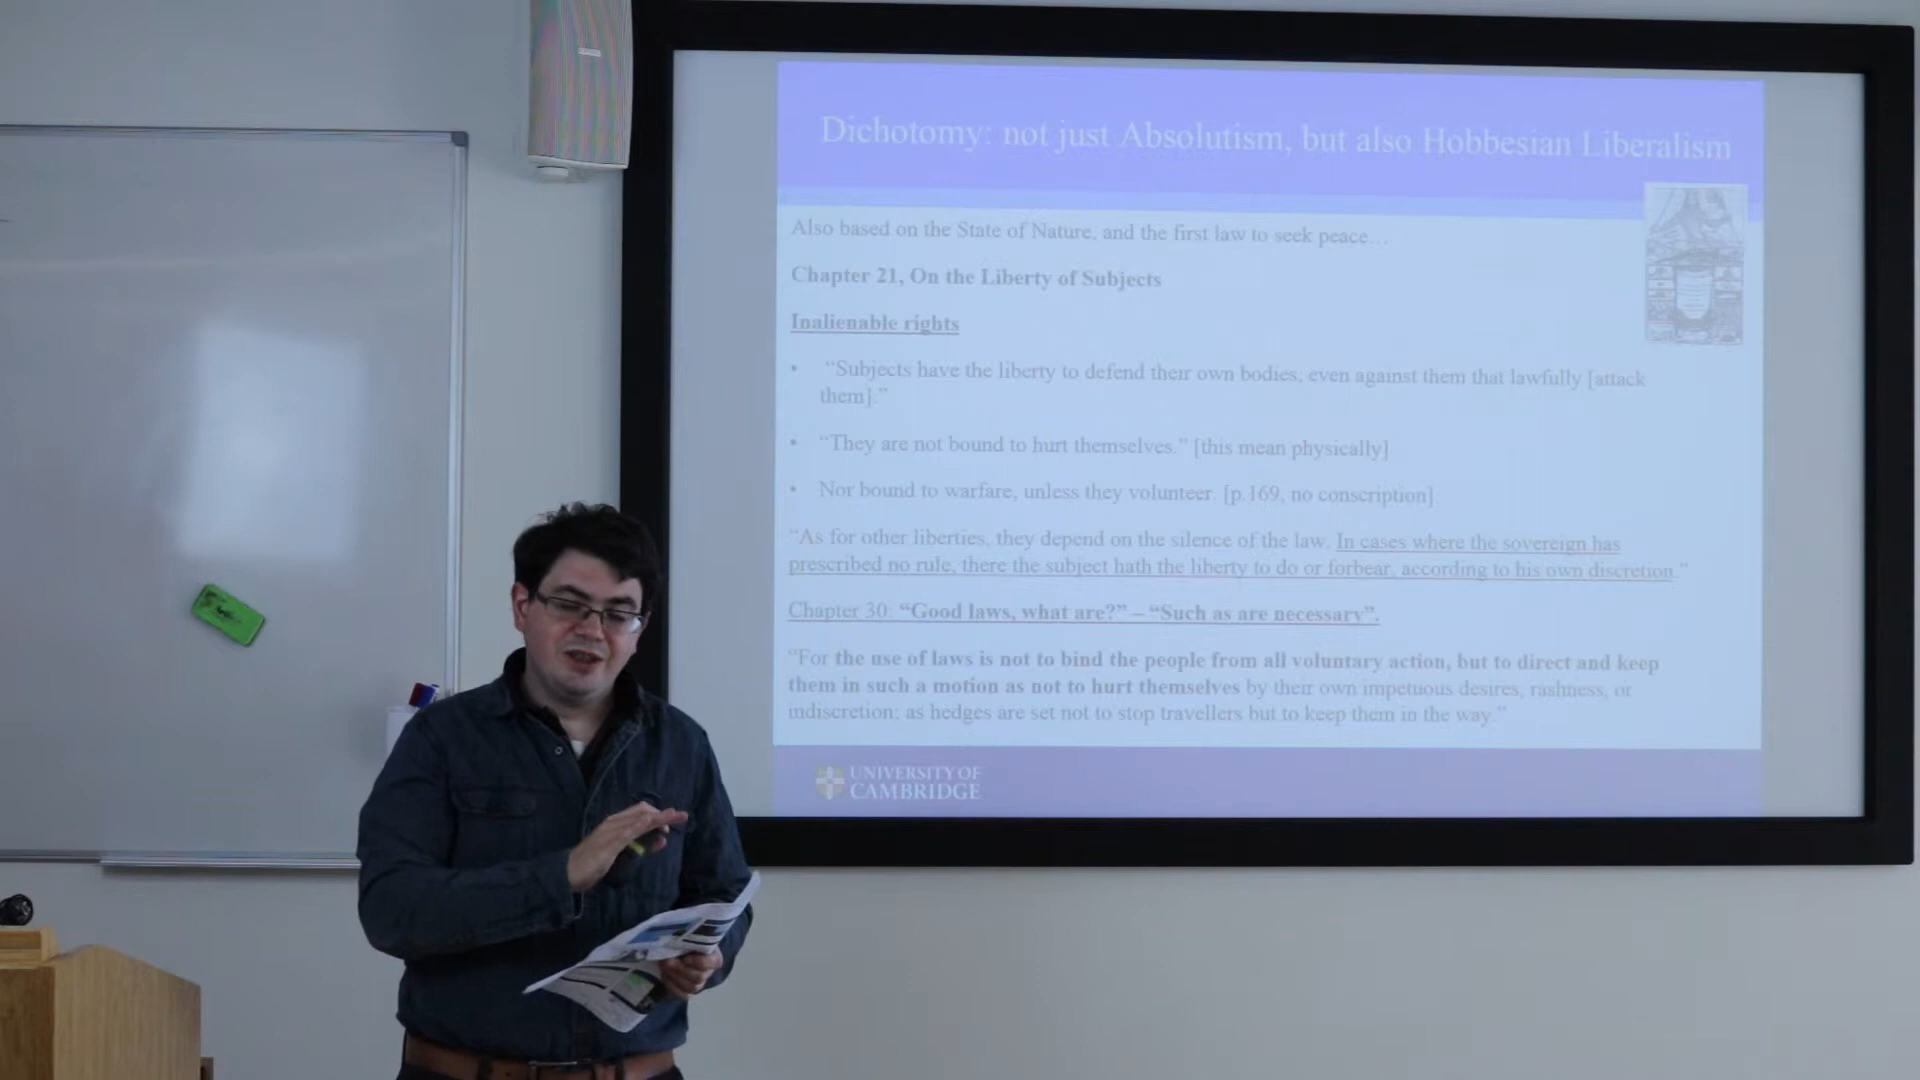 Dichotomy: not just Absolutism, but also Hobbesian Liberalism
Also based on the State of Nature, and the first law to seek peace…
Chapter 21, On the Liberty of Subjects
Inalienable rights
• “Subjects have the liberty to defend their own bodies, even against them that lawfully [attack
them].”
• “They are not bound to hurt themselves.” [this mean physically]
• Nor bound to warfare, unless they volunteer. [p.169, no conscription]
“As for other liberties, they depend on the silence of the law. In cases where the sovereign has
prescribed no rule, there the subject hath the liberty to do or forbear, according to his own discretion.”
Chapter 30: “Good laws, what are?” – “Such as are necessary”.
“For the use of laws is not to bind the people from all voluntary action, but to direct and keep
them in such a motion as not to hurt themselves by their own impetuous desires, rashness, or
indiscretion: as hedges are set not to stop travellers but to keep them in the way.”
UNIVERSITY OF
CAMBRIDGE